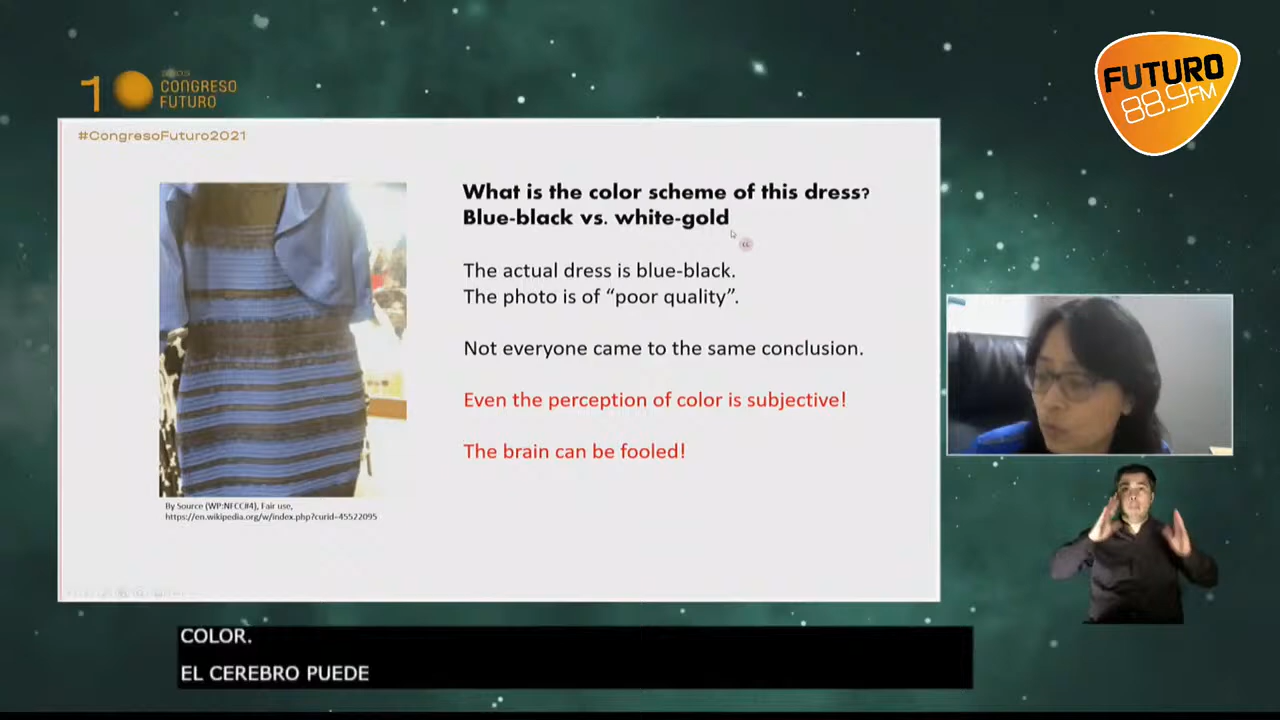 10
años
CONGRESO
FUTURO
#CongresoFuturo2021
FUTURO
88.9FM
What is the color scheme of this dress?
Blue-black vs. white-gold
The actual dress is blue-black.
The photo is of “poor quality”.
Not everyone came to the same conclusion.
Even the perception of color is subjective!
The brain can be fooled!
By Source (WP:NFCC#4), Fair use,
https://en.wikipedia.org/w/index.php?curid=45522095
COLOR.
EL CEREBRO PUEDE